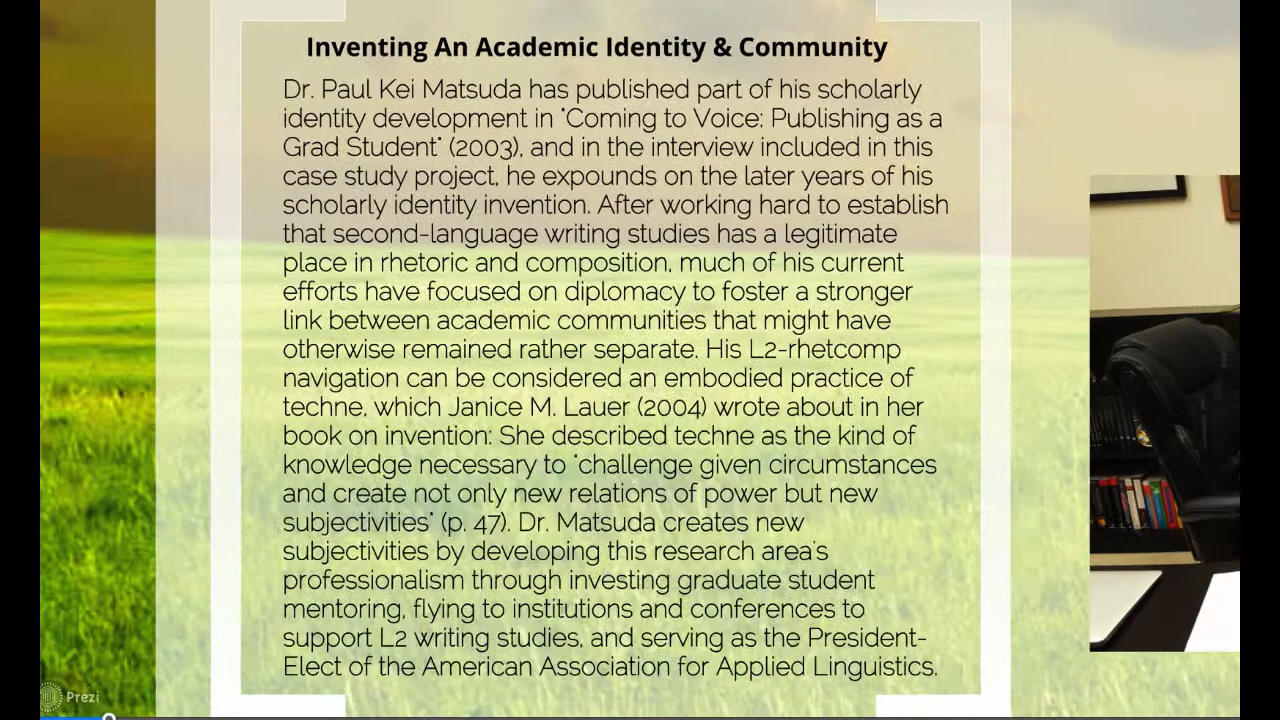 Inventing An Academic Identity & Community
Dr. Paul Kei Matsuda has published part of his scholarly
identity development in "Coming to Voice: Publishing as a
Grad Student" (2003), and in the interview included in this
case study project, he expounds on the later years of his
scholarly identity invention. After working hard to establish
that second-language writing studies has a legitimate
place in rhetoric and composition, much of his current
efforts have focused on diplomacy to foster a stronger
link between academic communities that might have
otherwise remained rather separate. His L2-rhetcomp
navigation can be considered an embodied practice of
techne, which Janice M. Lauer (2004) wrote about in her
book on invention: She described techne as the kind of
knowledge necessary to "challenge given circumstances
and create not only new relations of power but new
subjectivities" (p. 47). Dr. Matsuda creates new
subjectivities by developing this research area's
professionalism through investing graduate student
mentoring, flying to institutions and conferences to
support L2 writing studies, and serving as the President-
Elect of the American Association for Applied Linguistics.
Prezi